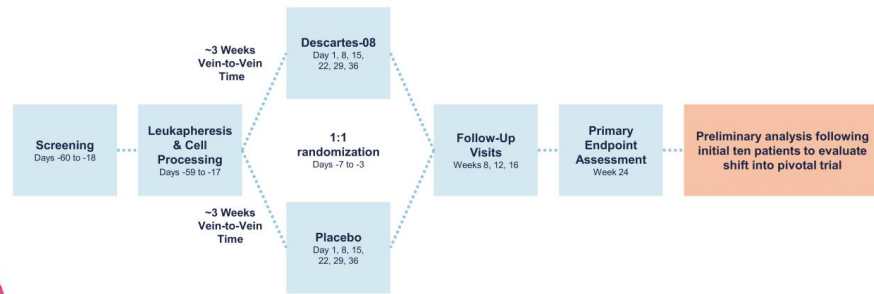 Screening
Days -60 to -18
Leukapheresis
& Cell
Processing
Days -59 to -17
~3 Weeks
Vein-to-Vein
Time
Descartes-08
Day 1, 8, 15,
22, 29, 36
1:1
randomization
Days -7 to -3
~3 Weeks
Vein-to-Vein
Time
Placebo
Day 1, 8, 15,
22, 29, 36
Follow-Up
Visits
Weeks 8, 12, 16
Primary
Endpoint
Assessment
Week 24
Preliminary analysis following
initial ten patients to evaluate
shift into pivotal trial